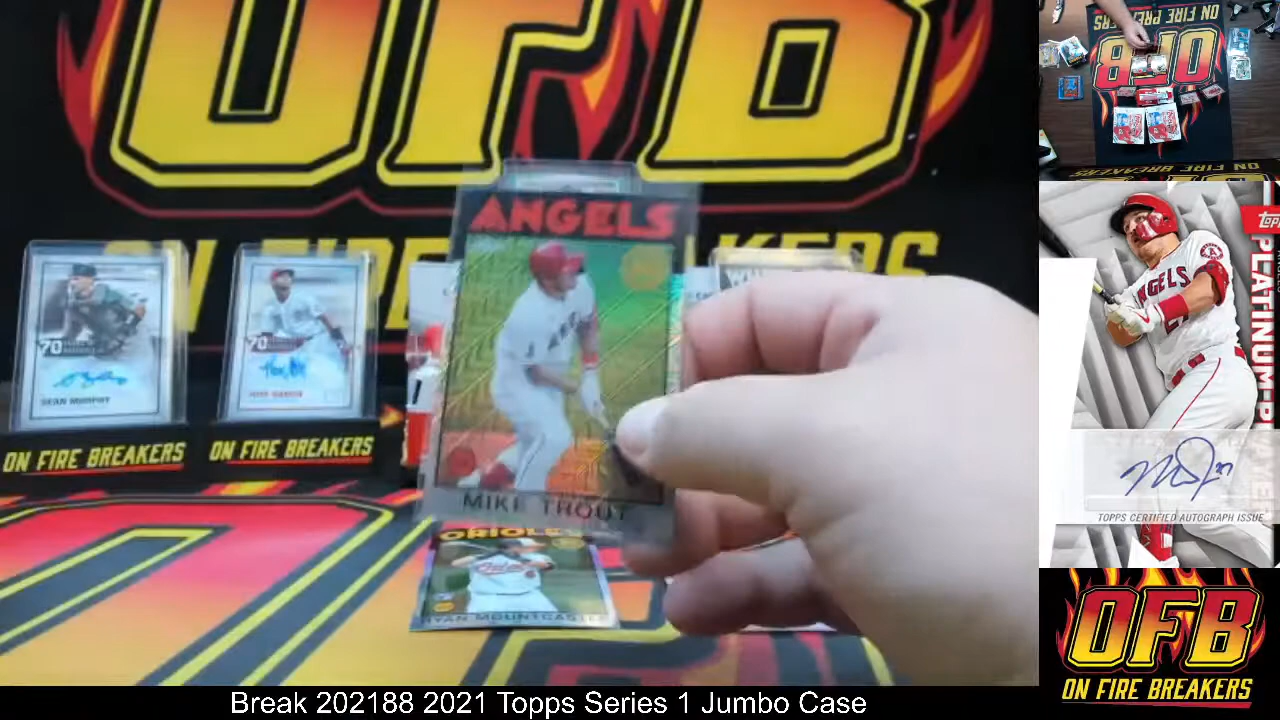 OFB
ON FIRE BREAKERS
ANGELS
MIKE TROUT
70
SEAN MURPHY
70
ON FIRE BREAKERS
ON FIRE BREAKERS
ORIOLES
RYAN MOUNTCASTLE
Break 202188 2021 Topps Series 1 Jumbo Case
ON FIRE BREAKERS
OFB
TOPPS
PLATINUM-P
ANGELS
TOPPS CERTIFIED AUTOGRAPH ISSUE
OFB
ON FIRE BREAKERS